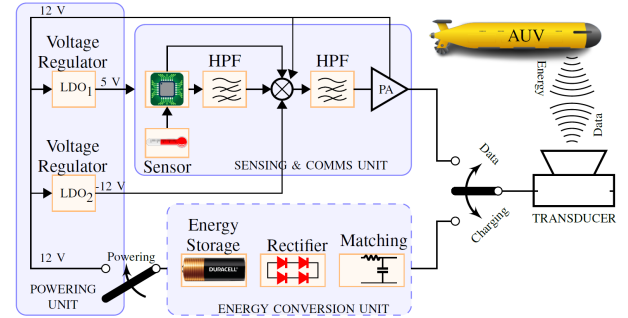 12 V
Voltage
Regulator
LDO1
5 V
HPF
HPF
PA
Sensor
SENSING & COMMS UNIT
Voltage
Regulator
LDO2
-12 V
12 V
Powering
POWERING
UNIT
Energy
Storage
DURACELL
Rectifier
Matching
ENERGY CONVERSION UNIT
AUV
Energy
Data
Data
Charging
TRANSDUCER